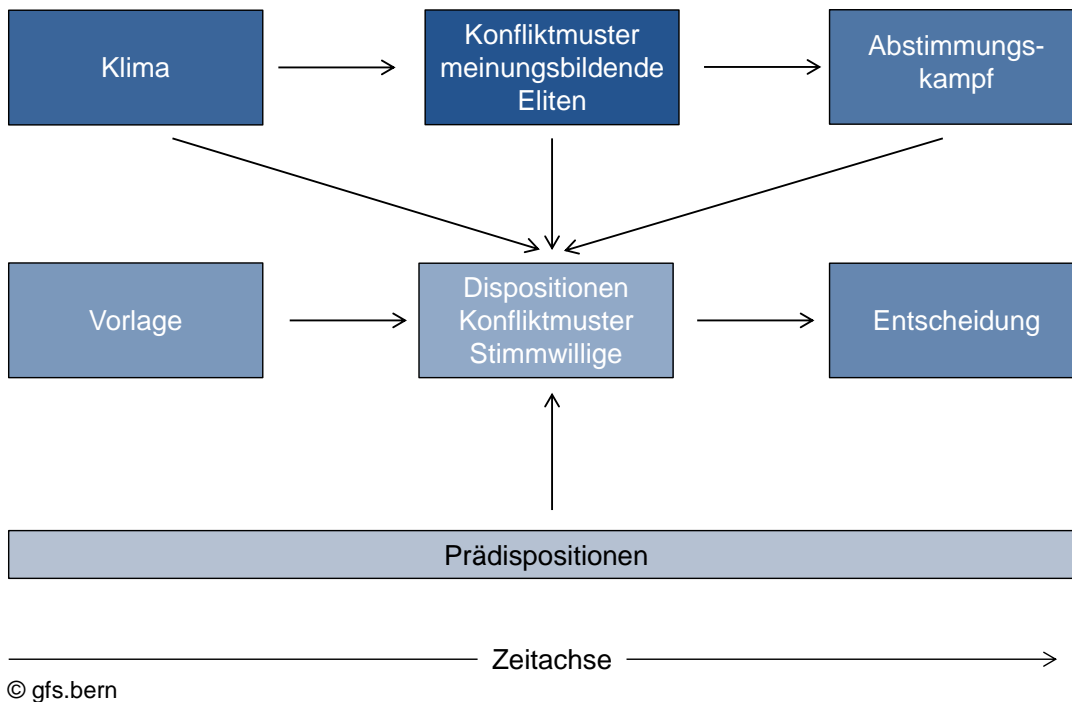 Klima
Konfliktmuster
meinungsbildende
Eliten
Abstimmungs-
kampf
Vorlage
Dispositionen
Konfliktmuster
Stimmwillige
Entscheidung
Prädispositionen
Zeitachse
© gfs.bern